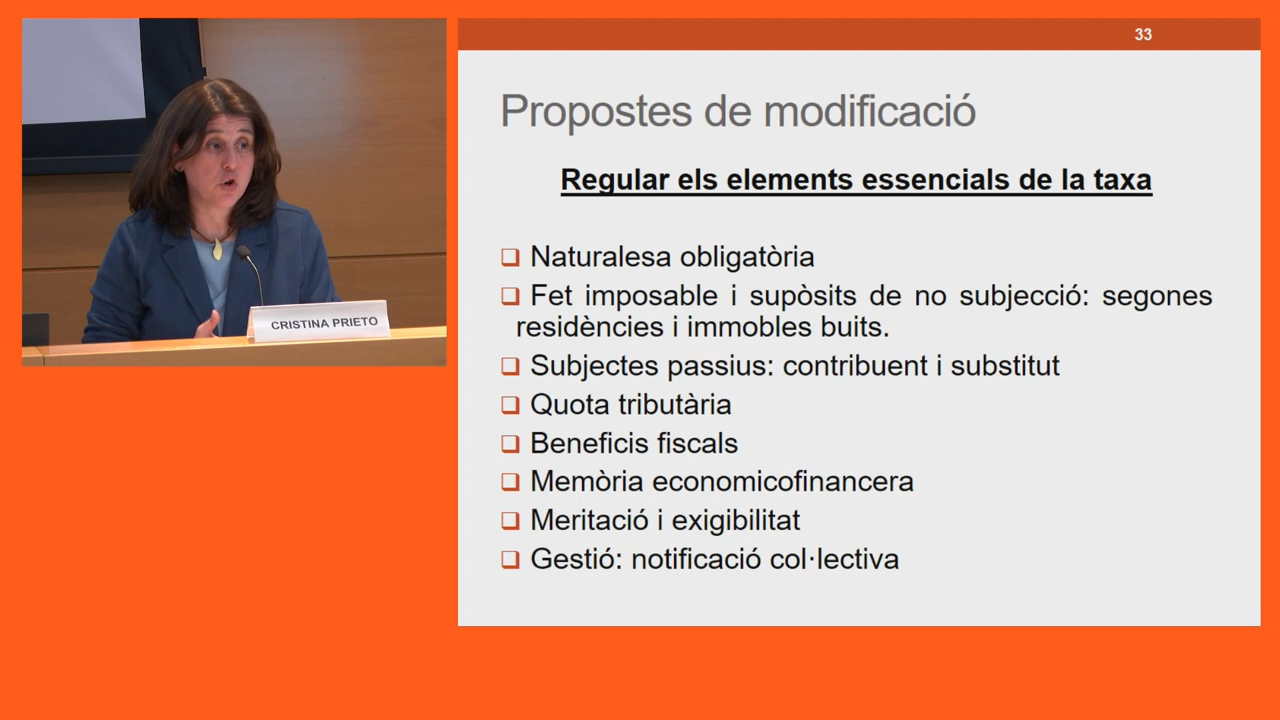 CRISTINA PRIETO
33
Propostes de modificació
Regular els elements essencials de la taxa
Naturalesa obligatòria
Fet imposable i supòsits de no subjecció: segones
residències i immobles buits.
Subjectes passius: contribuent i substitut
Quota tributària
Beneficis fiscals
Memòria economicofinancera
Meritació i exigibilitat
Gestió: notificació col·lectiva